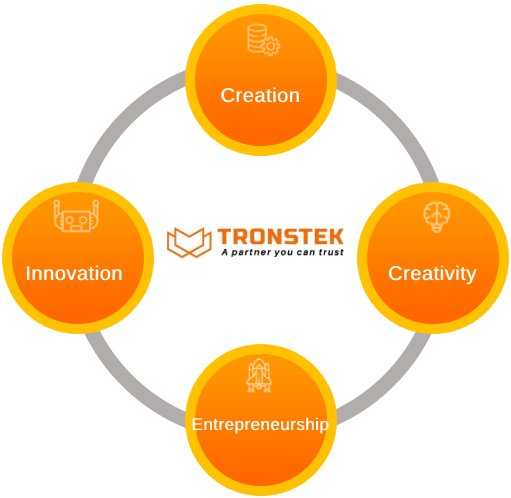 Creation
Innovation
TRONSTEK
A partner you can trust
Creativity
Entrepreneurship